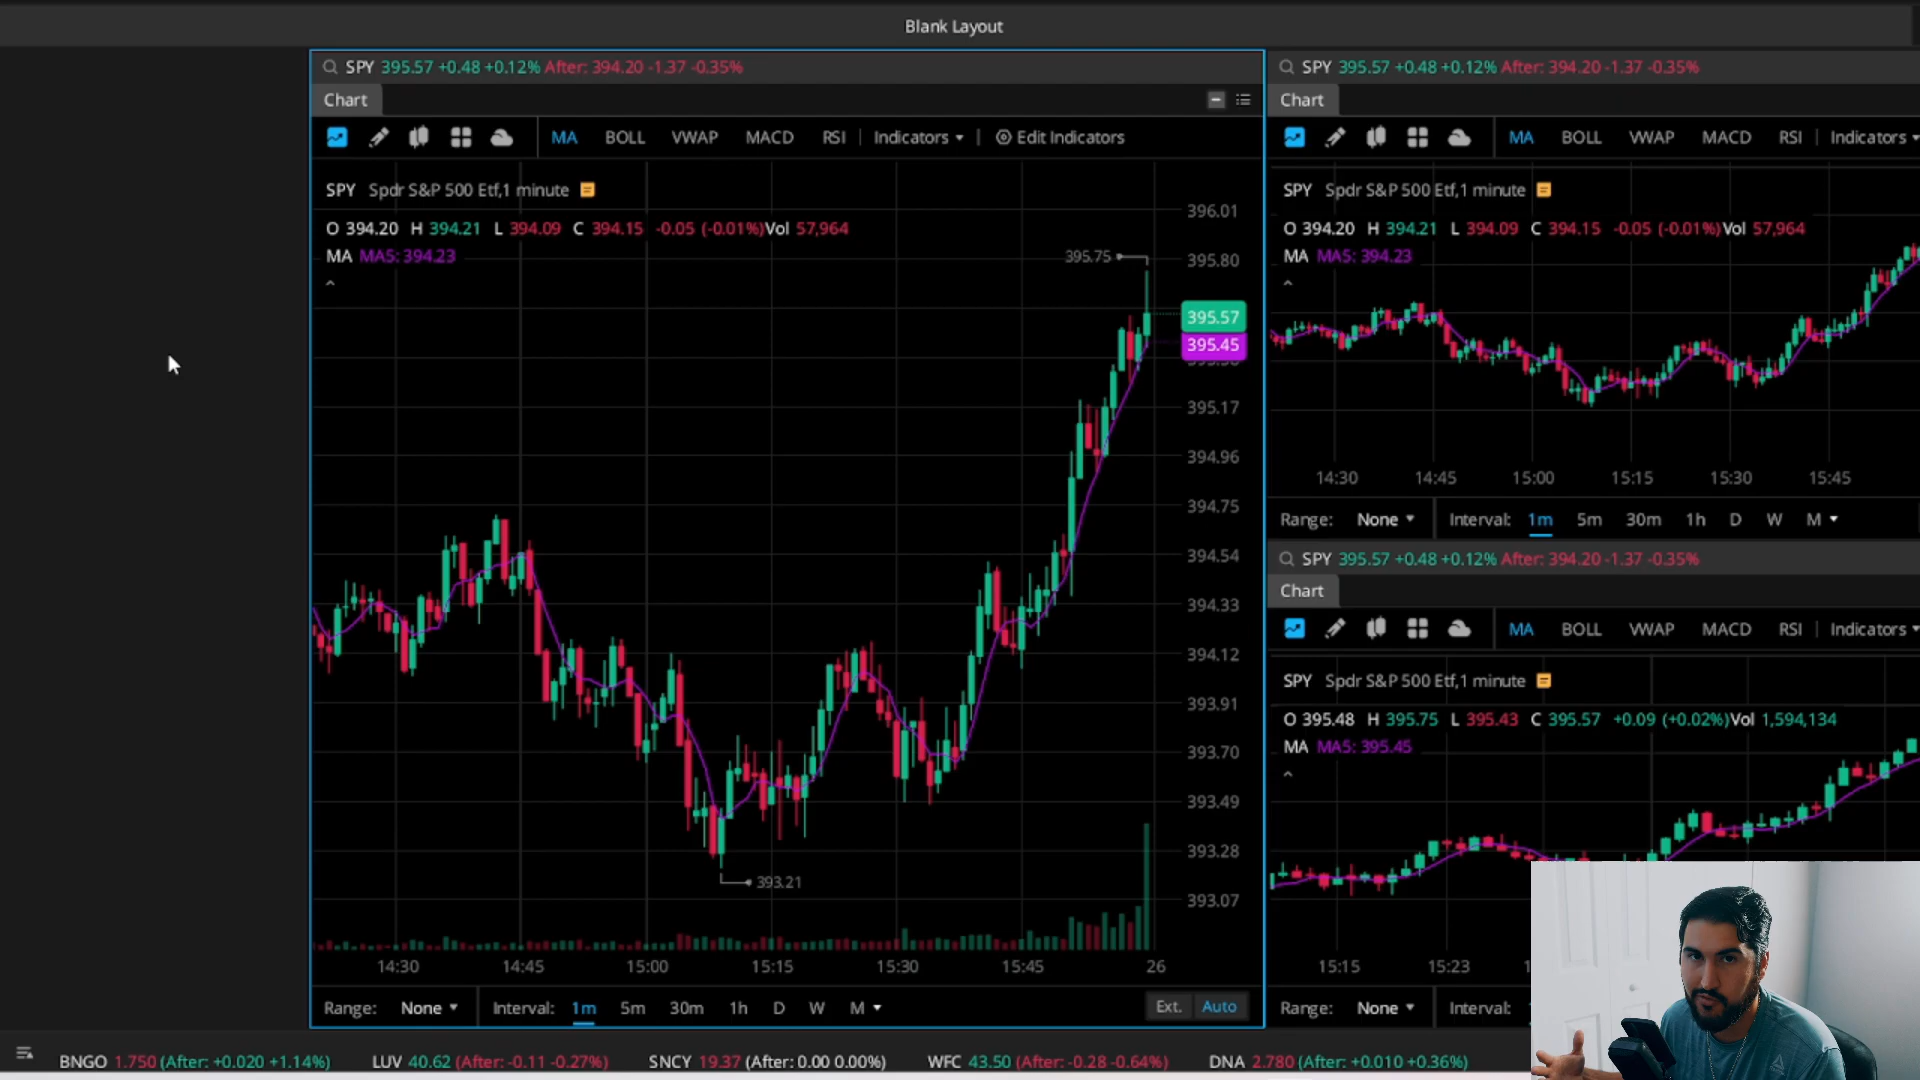 Blank Layout
SPY 395.57 +0.48 +0.12% After: 394.20 -1.37 -0.35%
Chart
MA BOLL VWAP MACD RSI Indicators Edit Indicators
SPY Spdr S&P 500 Etf,1 minute
O 394.20 H 394.21 L 394.09 C 394.15 -0.05 (-0.01%)Vol 57,964
MA MA5: 394.23
395.75
396.01
395.80
395.57
395.45
395.17
394.96
394.75
394.54
394.33
394.12
393.91
393.70
393.49
393.28
393.07
393.21
14:30 14:45 15:00 15:15 15:30 15:45 26
Range: None Interval: 1m 5m 30m 1h D W M Ext. Auto
SPY 395.57 +0.48 +0.12% After: 394.20 -1.37 -0.35%
Chart
MA BOLL VWAP MACD RSI Indicators
SPY Spdr S&P 500 Etf,1 minute
O 394.20 H 394.21 L 394.09 C 394.15 -0.05 (-0.01%)Vol 57,964
MA MA5: 394.23
14:30 14:45 15:00 15:15 15:30 15:45
Range: None Interval: 1m 5m 30m 1h D W M
SPY 395.57 +0.48 +0.12% After: 394.20 -1.37 -0.35%
Chart
MA BOLL VWAP MACD RSI Indicators
SPY Spdr S&P 500 Etf,1 minute
O 395.48 H 395.75 L 395.43 C 395.57 +0.09 (+0.02%)Vol 1,594,134
MA MA5: 395.45
15:15 15:23
Range: None Interval:
BNGO 1.750 (After: +0.020 +1.14%) LUV 40.62 (After: -0.11 -0.27%) SNCY 19.37 (After: 0.00 0.00%) WFC 43.50 (After: -0.28 -0.64%) DNA 2.780 (After: +0.010 +0.36%)